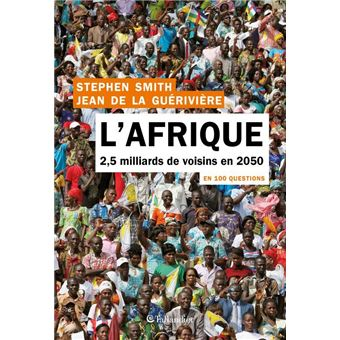 STEPHEN SMITH
JEAN DE LA GUÉRIVIÈRE
L'AFRIQUE
2,5 milliards de voisins en 2050
EN 100 QUESTIONS
Tallandier